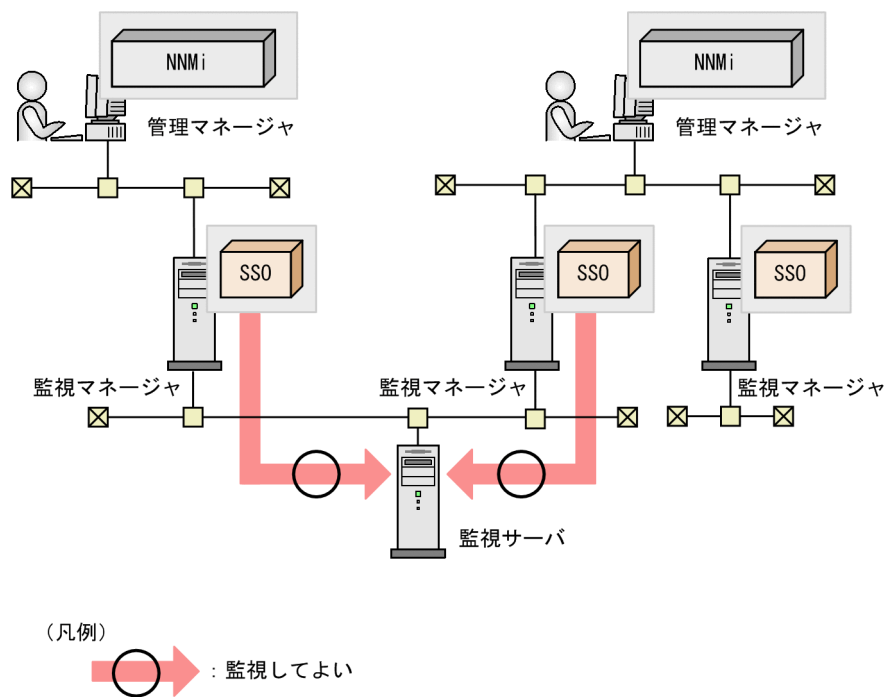 NNMi
NNMi
管理マネージャ
管理マネージャ
SSO
SSO
SSO
監視マネージャ
監視マネージャ
監視マネージャ
監視サーバ
（凡例）
：監視してよい